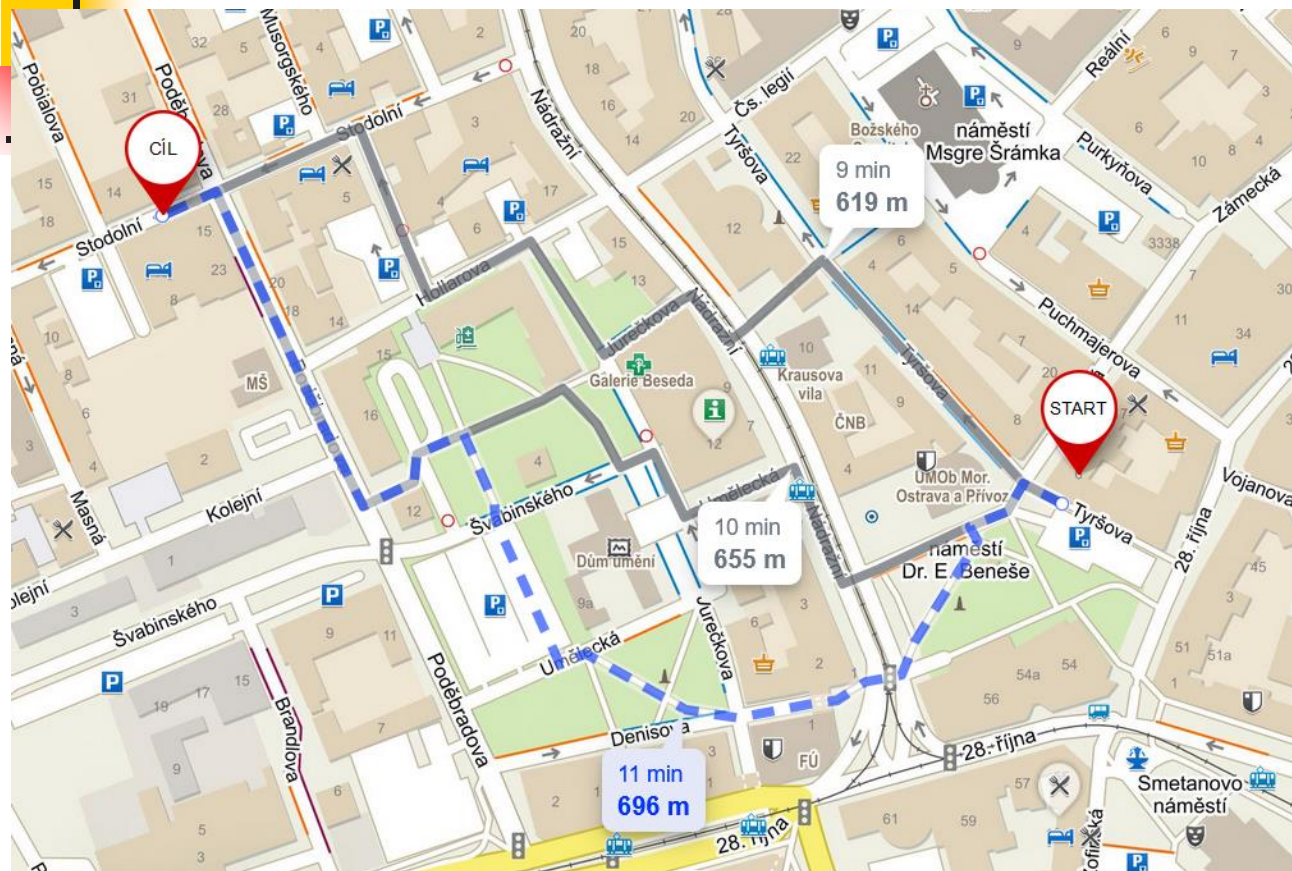 Pobialova
Musorgského
Stodolní
CÍL
Nádražní
Čs. legií
Reálni
Tyršova
Božského
náměstí
Msgre Šrámka
Purkyňova
Zámecká
9 min
619 m
Stodolní
Hollarova
Jurečkova
Nádražní
Puchmajerova
Galerie Beseda
Krausova
vila
ČNB
Tyršova
START
MŠ
ÚMOb Mor.
Ostrava a Přívoz
Tyršova
Vojanova
Masná
Kolejní
Švabinského
Umělecká
Nádražní
10 min
655 m
náměstí
Dr. E. Beneše
28. října
Dům umění
Švabinského
Umělecká
Jurečkova
Poděbradova
Brandlova
Denisova
FÚ
28. října
11 min
696 m
Smetanovo
náměstí
28. října